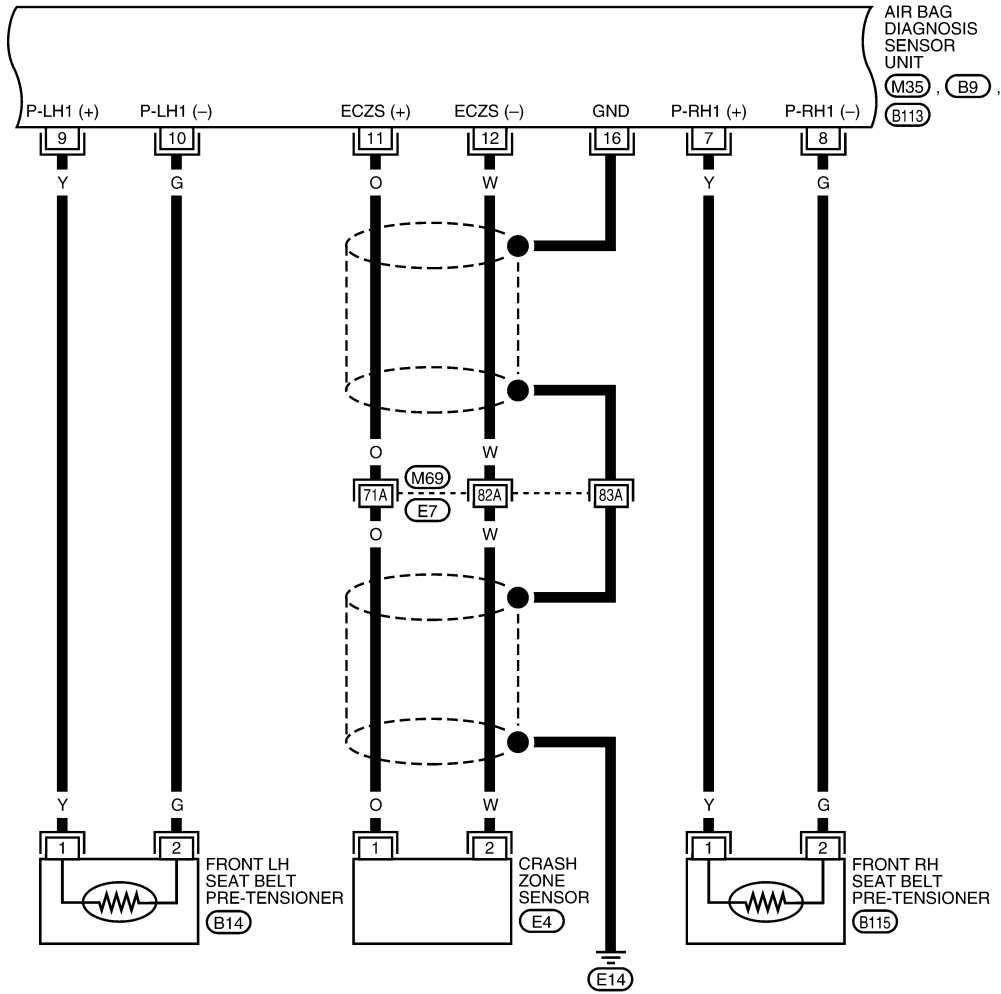 AIR BAG
DIAGNOSIS
SENSOR
UNIT
M35 , B9 ,
B113
P-LH1 (+) P-LH1 (–) ECZS (+) ECZS (–) GND P-RH1 (+) P-RH1 (–)
9 10 11 12 16 7 8
Y G O W Y G
O W
M69
71A 82A 83A
E7
O W
Y G O W Y G
1 2 1 2 1 2
FRONT LH
SEAT BELT
PRE-TENSIONER
B14
CRASH
ZONE
SENSOR
E4
FRONT RH
SEAT BELT
PRE-TENSIONER
B115
E14